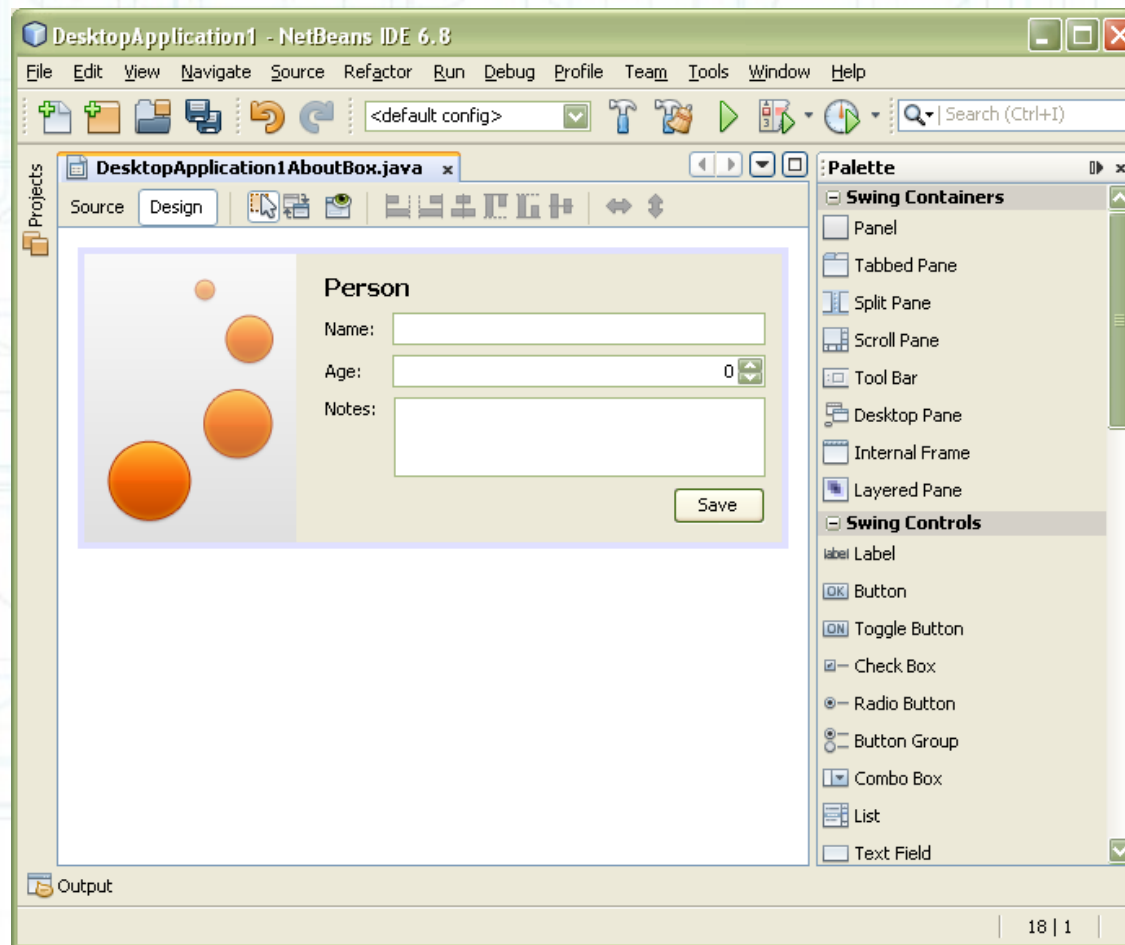 DesktopApplication1 - NetBeans IDE 6.8
File Edit View Navigate Source Refactor Run Debug Profile Team Tools Window Help
<default config> Search (Ctrl+I)
Projects
DesktopApplication1AboutBox.java x
Source Design
Person
Name:
Age: 0
Notes:
Save
Palette
Swing Containers
Panel
Tabbed Pane
Split Pane
Scroll Pane
Tool Bar
Desktop Pane
Internal Frame
Layered Pane
Swing Controls
label Label
OK Button
ON Toggle Button
Check Box
Radio Button
Button Group
Combo Box
List
Text Field
Output
18 | 1